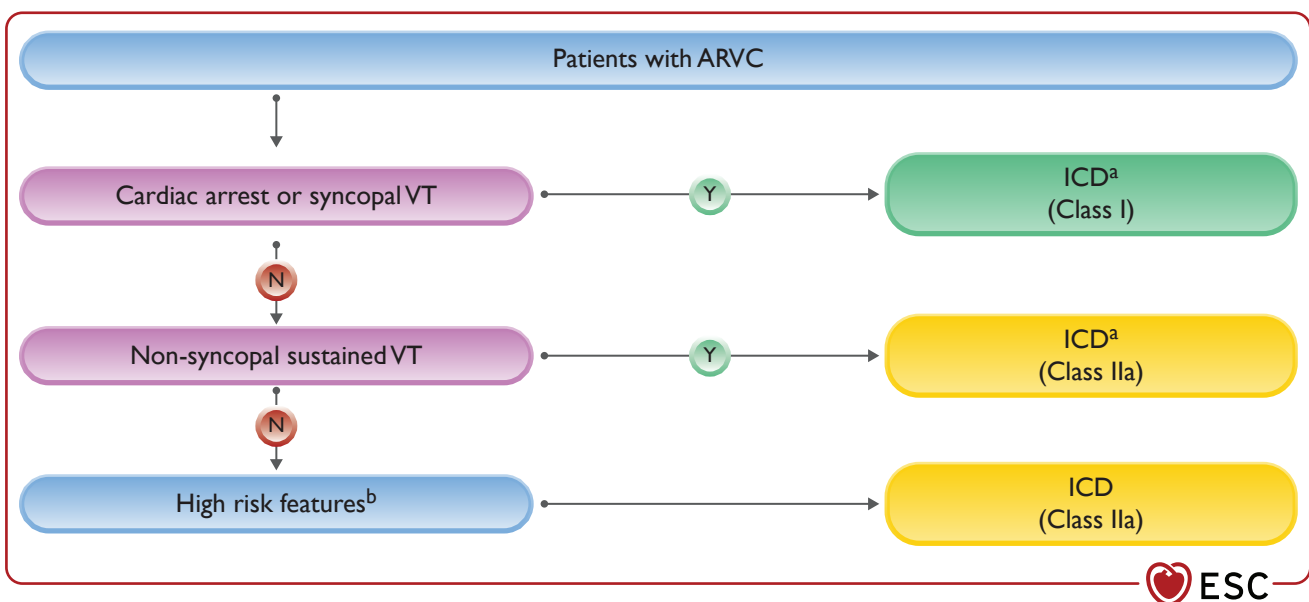 Patients with ARVC
Cardiac arrest or syncopal VT
Y
ICDᵃ
(Class I)
N
Non-syncopal sustained VT
Y
ICDᵃ
(Class IIa)
N
High risk featuresᵇ
ICD
(Class IIa)
ESC